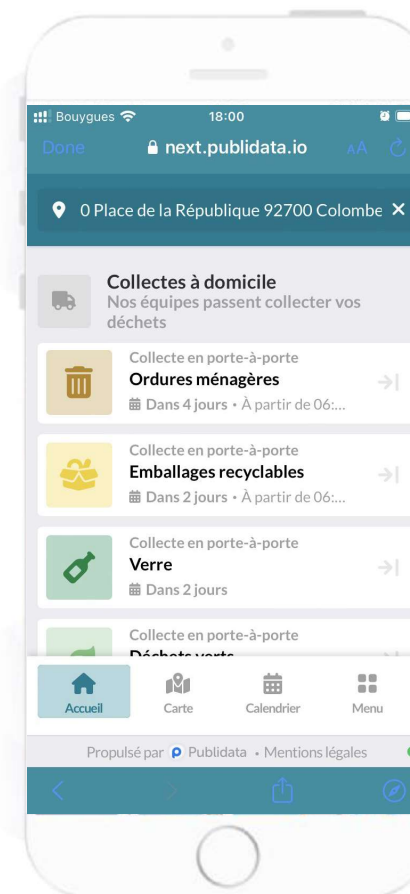 Bouygues 18:00
Done next.publidata.io AA
0 Place de la République 92700 Colombe
Collectes à domicile
Nos équipes passent collecter vos
déchets
Collecte en porte-à-porte
Ordures ménagères
Dans 4 jours • À partir de 06:...
Collecte en porte-à-porte
Emballages recyclables
Dans 2 jours • À partir de 06:...
Collecte en porte-à-porte
Verre
Dans 2 jours
Collecte en porte-à-porte
Déchets verts
Accueil Carte Calendrier Menu
Propulsé par Publidata • Mentions légales